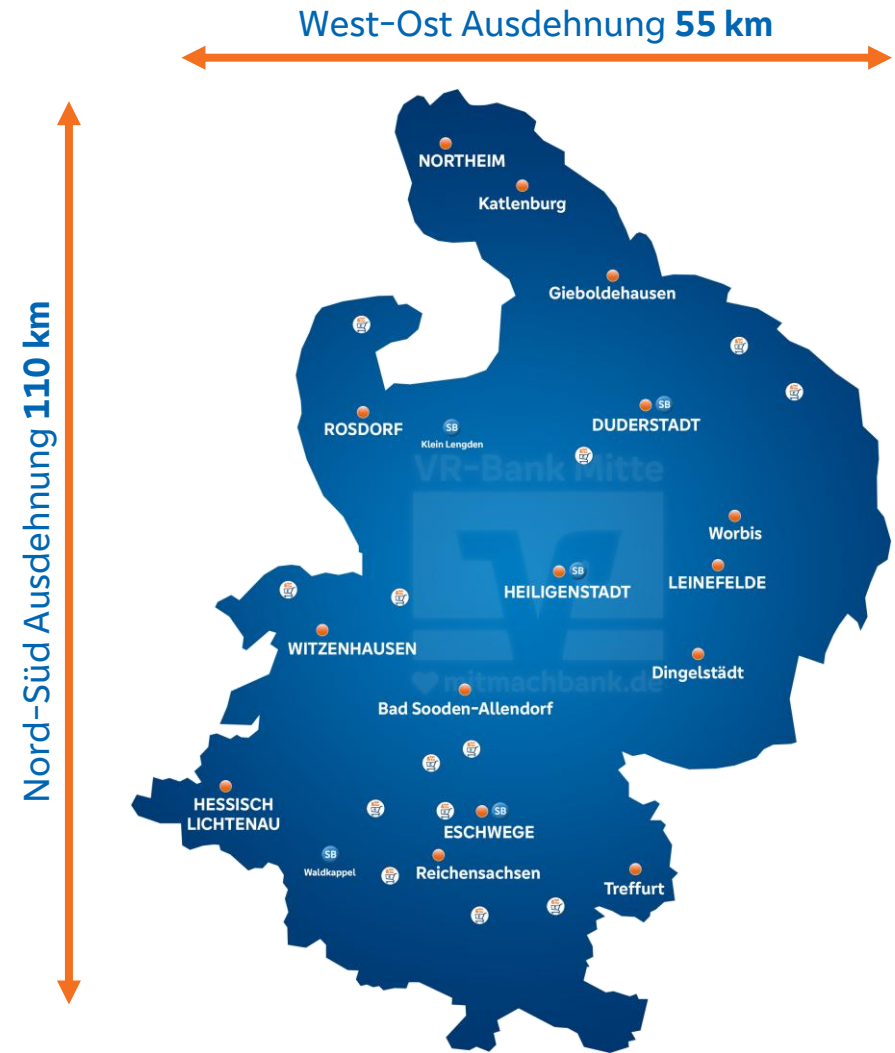 West-Ost Ausdehnung 55 km
Nord-Süd Ausdehnung 110 km
NORTHEIM
Katlenburg
Gieboldehausen
ROSDORF
SB
Klein Lengden
SB
DUDERSTADT
VR-Bank Mitte
Worbis
SB
HEILIGENSTADT
LEINEFELDE
WITZENHAUSEN
Dingelstädt
mitmachbank.de
Bad Sooden-Allendorf
HESSISCH
LICHTENAU
SB
ESCHWEGE
SB
Waldkappel
Reichensachsen
Treffurt